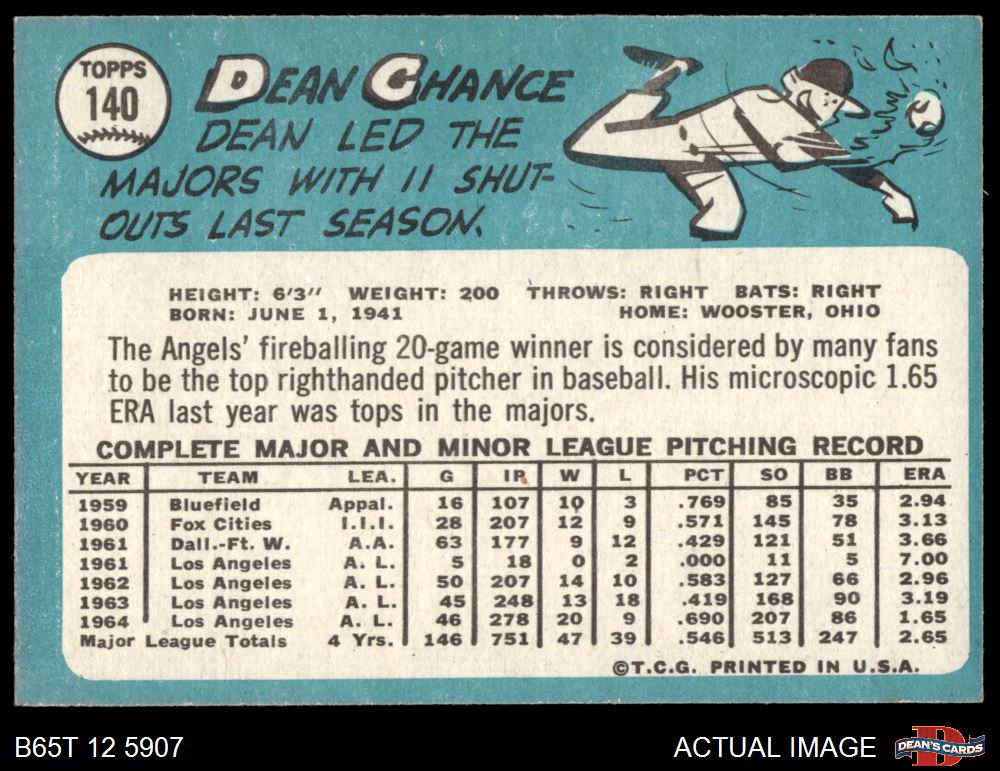 TOPPS
140
DEAN CHANCE
DEAN LED THE
MAJORS WITH 11 SHUT-
OUTS LAST SEASON.
HEIGHT: 6'3" WEIGHT: 200 THROWS: RIGHT BATS: RIGHT
BORN: JUNE 1, 1941 HOME: WOOSTER, OHIO
The Angels' fireballing 20-game winner is considered by many fans
to be the top righthanded pitcher in baseball. His microscopic 1.65
ERA last year was tops in the majors.
COMPLETE MAJOR AND MINOR LEAGUE PITCHING RECORD
YEAR TEAM LEA. G IP W L PCT SO BB ERA
1959 Bluefield Appal. 16 107 10 3 .769 85 35 2.94
1960 Fox Cities I.I.I. 28 207 12 9 .571 145 78 3.13
1961 Dall.-Ft. W. A.A. 63 177 9 12 .429 121 51 3.66
1961 Los Angeles A. L. 5 18 0 2 .000 11 5 7.00
1962 Los Angeles A. L. 50 207 14 10 .583 127 66 2.96
1963 Los Angeles A. L. 45 248 13 18 .419 168 90 3.19
1964 Los Angeles A. L. 46 278 20 9 .690 207 86 1.65
Major League Totals 4 Yrs. 146 751 47 39 .546 513 247 2.65
©T.C.G. PRINTED IN U.S.A.
B65T 12 5907
ACTUAL IMAGE
D
DEAN'S CARDS